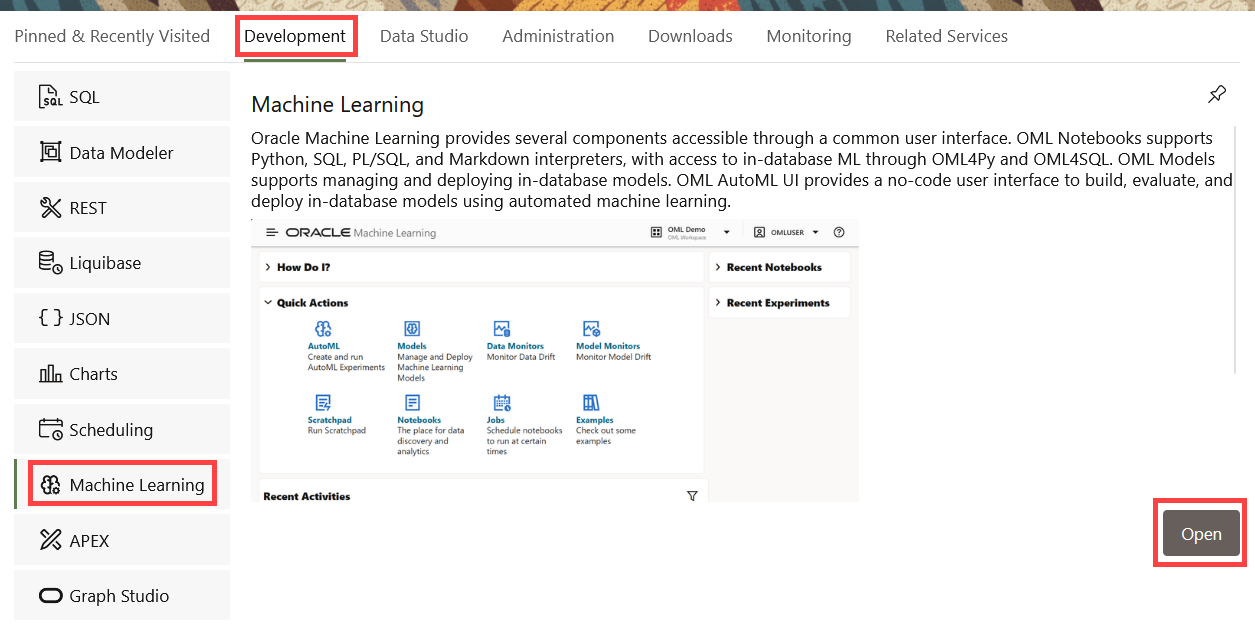 Pinned & Recently Visited
Development
Data Studio
Administration
Downloads
Monitoring
Related Services
SQL
SQL
Data Modeler
REST
Liquibase
{ } JSON
Charts
Scheduling
Machine Learning
APEX
Graph Studio
Machine Learning
Oracle Machine Learning provides several components accessible through a common user interface. OML Notebooks supports
Python, SQL, PL/SQL, and Markdown interpreters, with access to in-database ML through OML4Py and OML4SQL. OML Models
supports managing and deploying in-database models. OML AutoML UI provides a no-code user interface to build, evaluate, and
deploy in-database models using automated machine learning.
ORACLE Machine Learning
OML Demo
OML Workspace
OMLUSER
?
How Do I?
Quick Actions
AutoML
Create and run
AutoML Experiments
Models
Manage and Deploy
Machine Learning
Models
Data Monitors
Monitor Data Drift
Model Monitors
Monitor Model Drift
Scratchpad
Run Scratchpad
Notebooks
The place for data
discovery and
analytics
Jobs
Schedule notebooks
to run at certain
times
Examples
Check out some
examples
Recent Activities
Recent Notebooks
Recent Experiments
Open